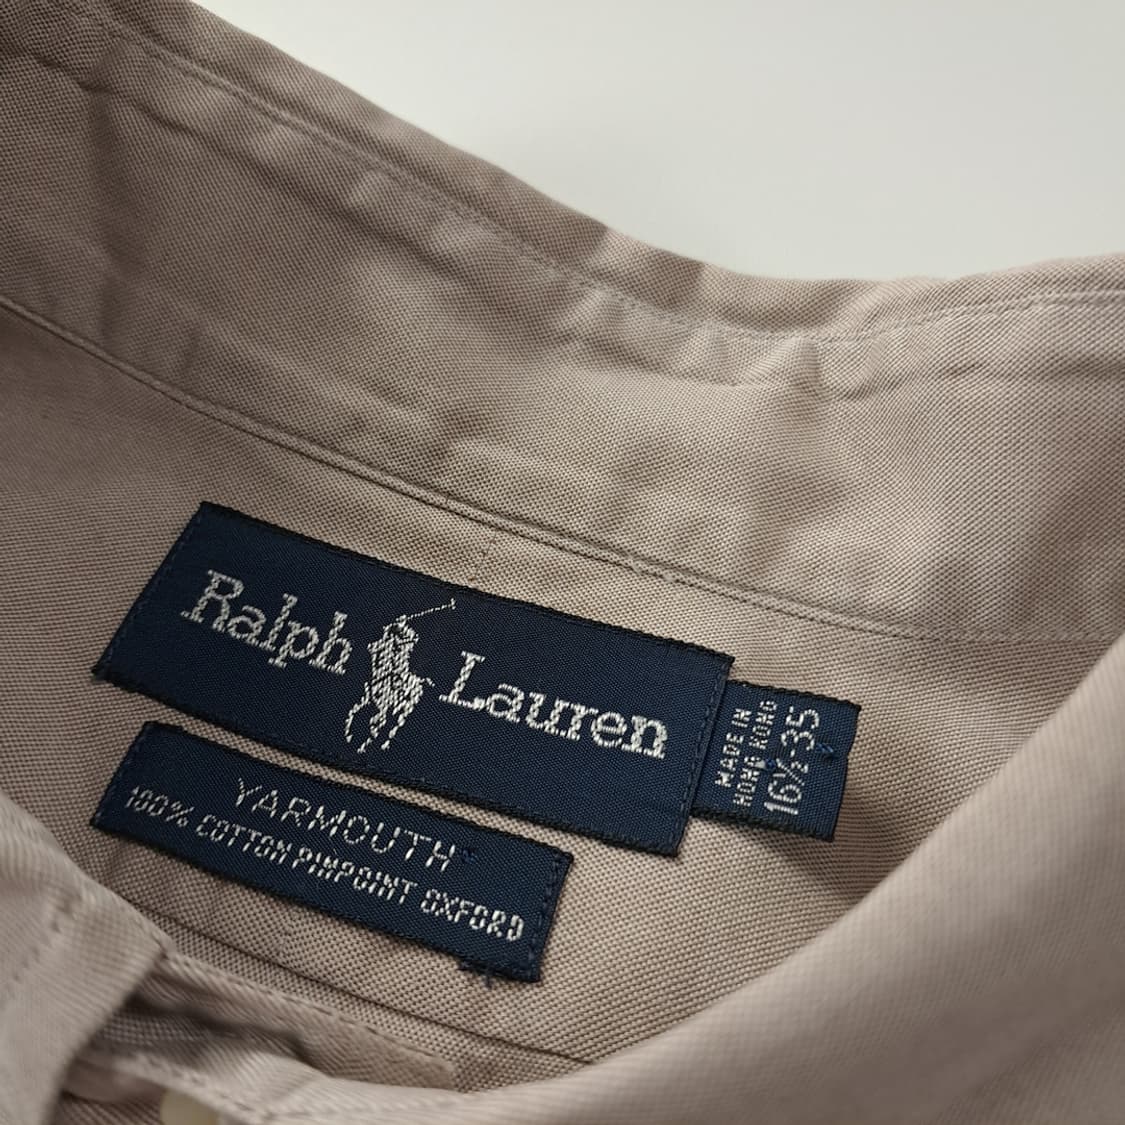 Ralph Lauren
MADE IN
HONG KONG
16½-35
YARMOUTH
100% COTTON PINPOINT OXFORD